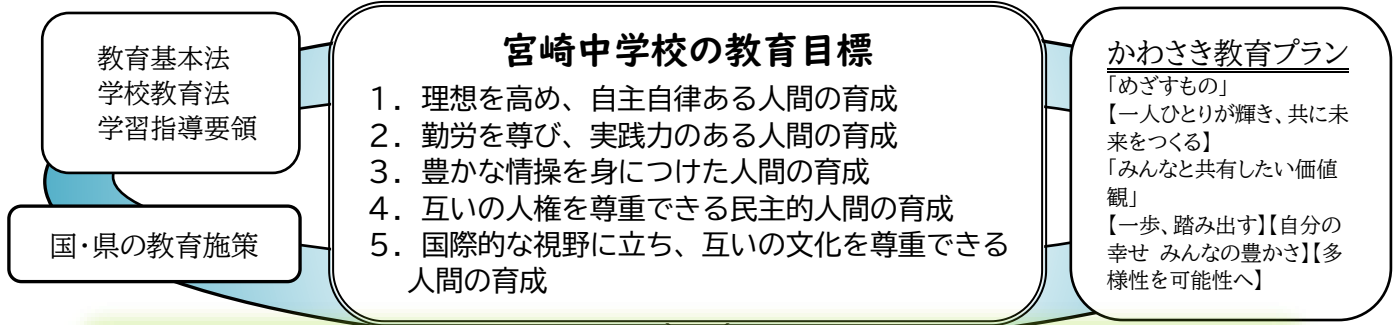 教育基本法
学校教育法
学習指導要領
国・県の教育施策
宮崎中学校の教育目標
１．理想を高め、自主自律ある人間の育成
２．勤労を尊び、実践力のある人間の育成
３．豊かな情操を身につけた人間の育成
４．互いの人権を尊重できる民主的人間の育成
５．国際的な視野に立ち、互いの文化を尊重できる
人間の育成
かわさき教育プラン
「めざすもの」
【一人ひとりが輝き、共に未
来をつくる】
「みんなと共有したい価値
観」
【一歩、踏み出す】【自分の
幸せ みんなの豊かさ】【多
様性を可能性へ】